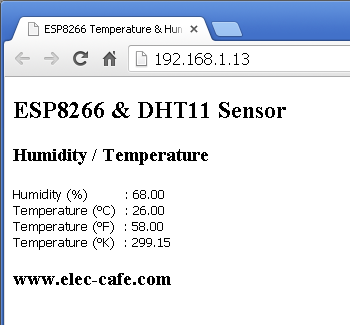 ESP8266 Temperature & Hum
192.168.1.13
ESP8266 & DHT11 Sensor
Humidity / Temperature
Humidity (%) : 68.00
Temperature (ºC) : 26.00
Temperature (ºF) : 58.00
Temperature (ºK) : 299.15
www.elec-cafe.com